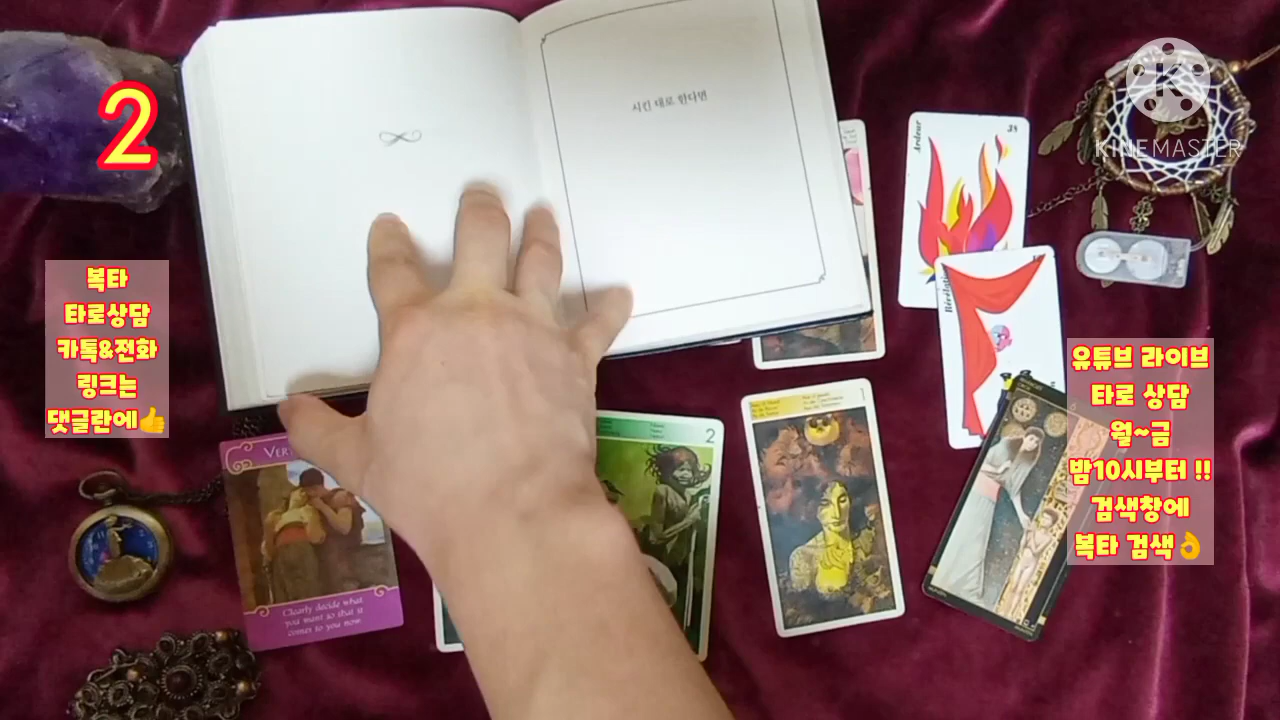 2
시킨 대로 한다면
Ardeur
38
KINEMASTER
복타
타로상담
카톡&전화
링크는
댓글란에👍
유튜브 라이브
타로 상담
월~금
밤10시부터 !!
검색창에
복타 검색👌
2
1
Clearly decide what
you want so that it
comes to you now.